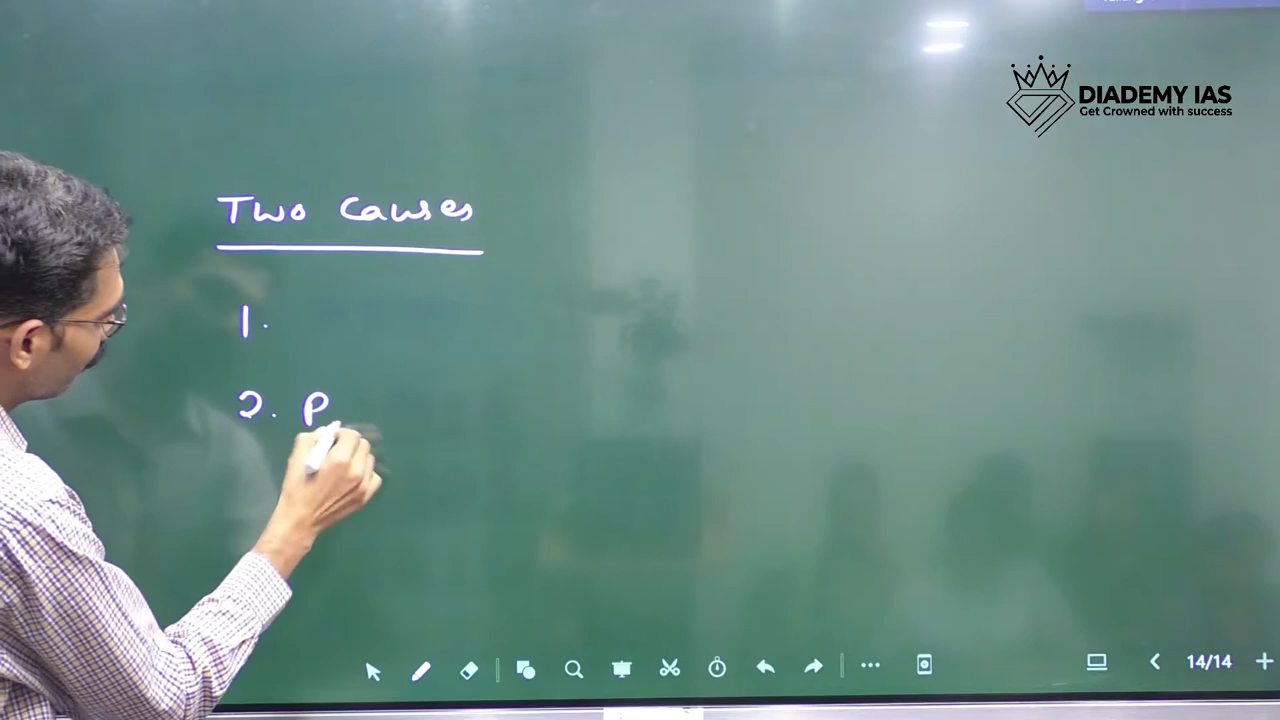 DIADEMY IAS
Get Crowned with success
Two Causes
1.
2. P
14/14